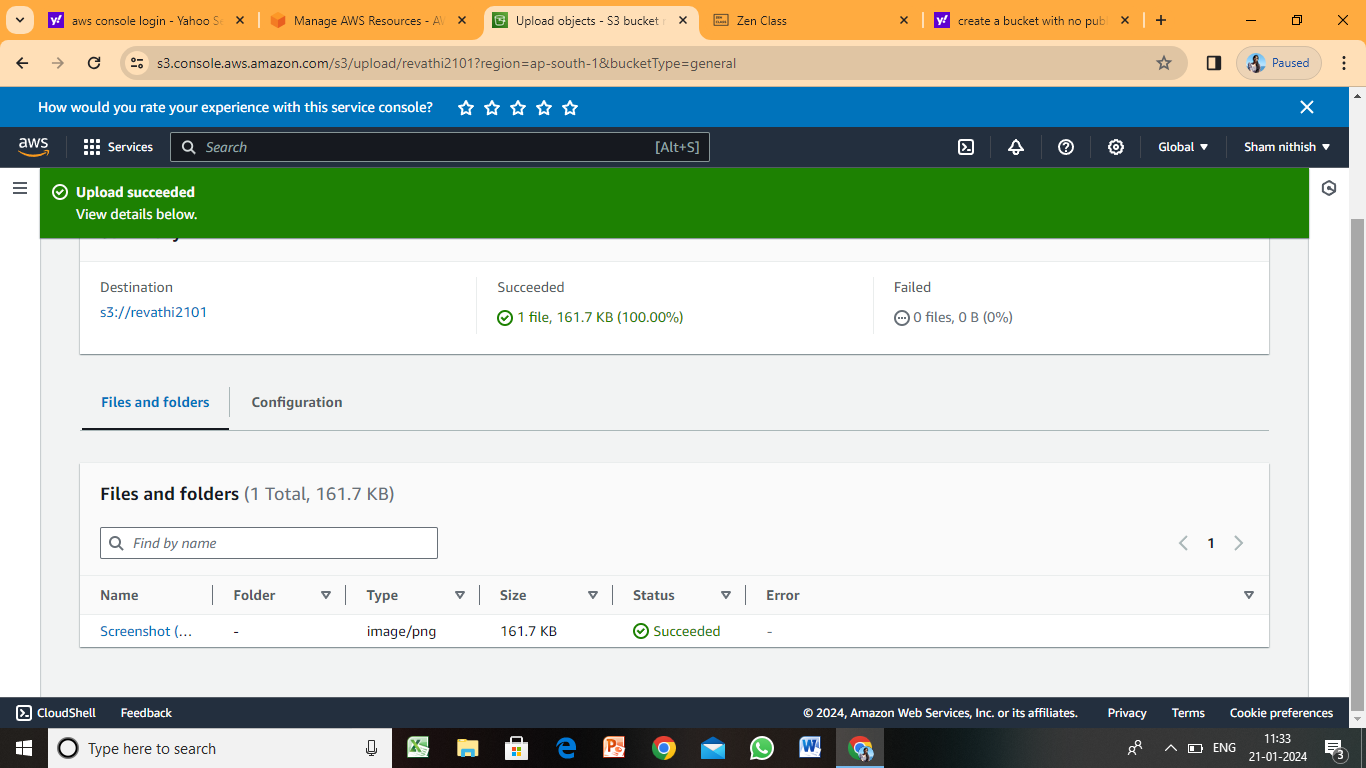 aws console login - Yahoo Se
Manage AWS Resources - AW
Upload objects - S3 bucket r
Zen Class
create a bucket with no publ
s3.console.aws.amazon.com/s3/upload/revathi2101?region=ap-south-1&bucketType=general
Paused
How would you rate your experience with this service console?
aws
Services
Search
[Alt+S]
Global
Sham nithish
Upload succeeded
View details below.
Destination
Succeeded
Failed
s3://revathi2101
1 file, 161.7 KB (100.00%)
0 files, 0 B (0%)
Files and folders
Configuration
Files and folders (1 Total, 161.7 KB)
Find by name
1
Name
Folder
Type
Size
Status
Error
Screenshot (...
-
image/png
161.7 KB
Succeeded
-
CloudShell
Feedback
© 2024, Amazon Web Services, Inc. or its affiliates.
Privacy
Terms
Cookie preferences
Type here to search
ENG
11:33
21-01-2024
3